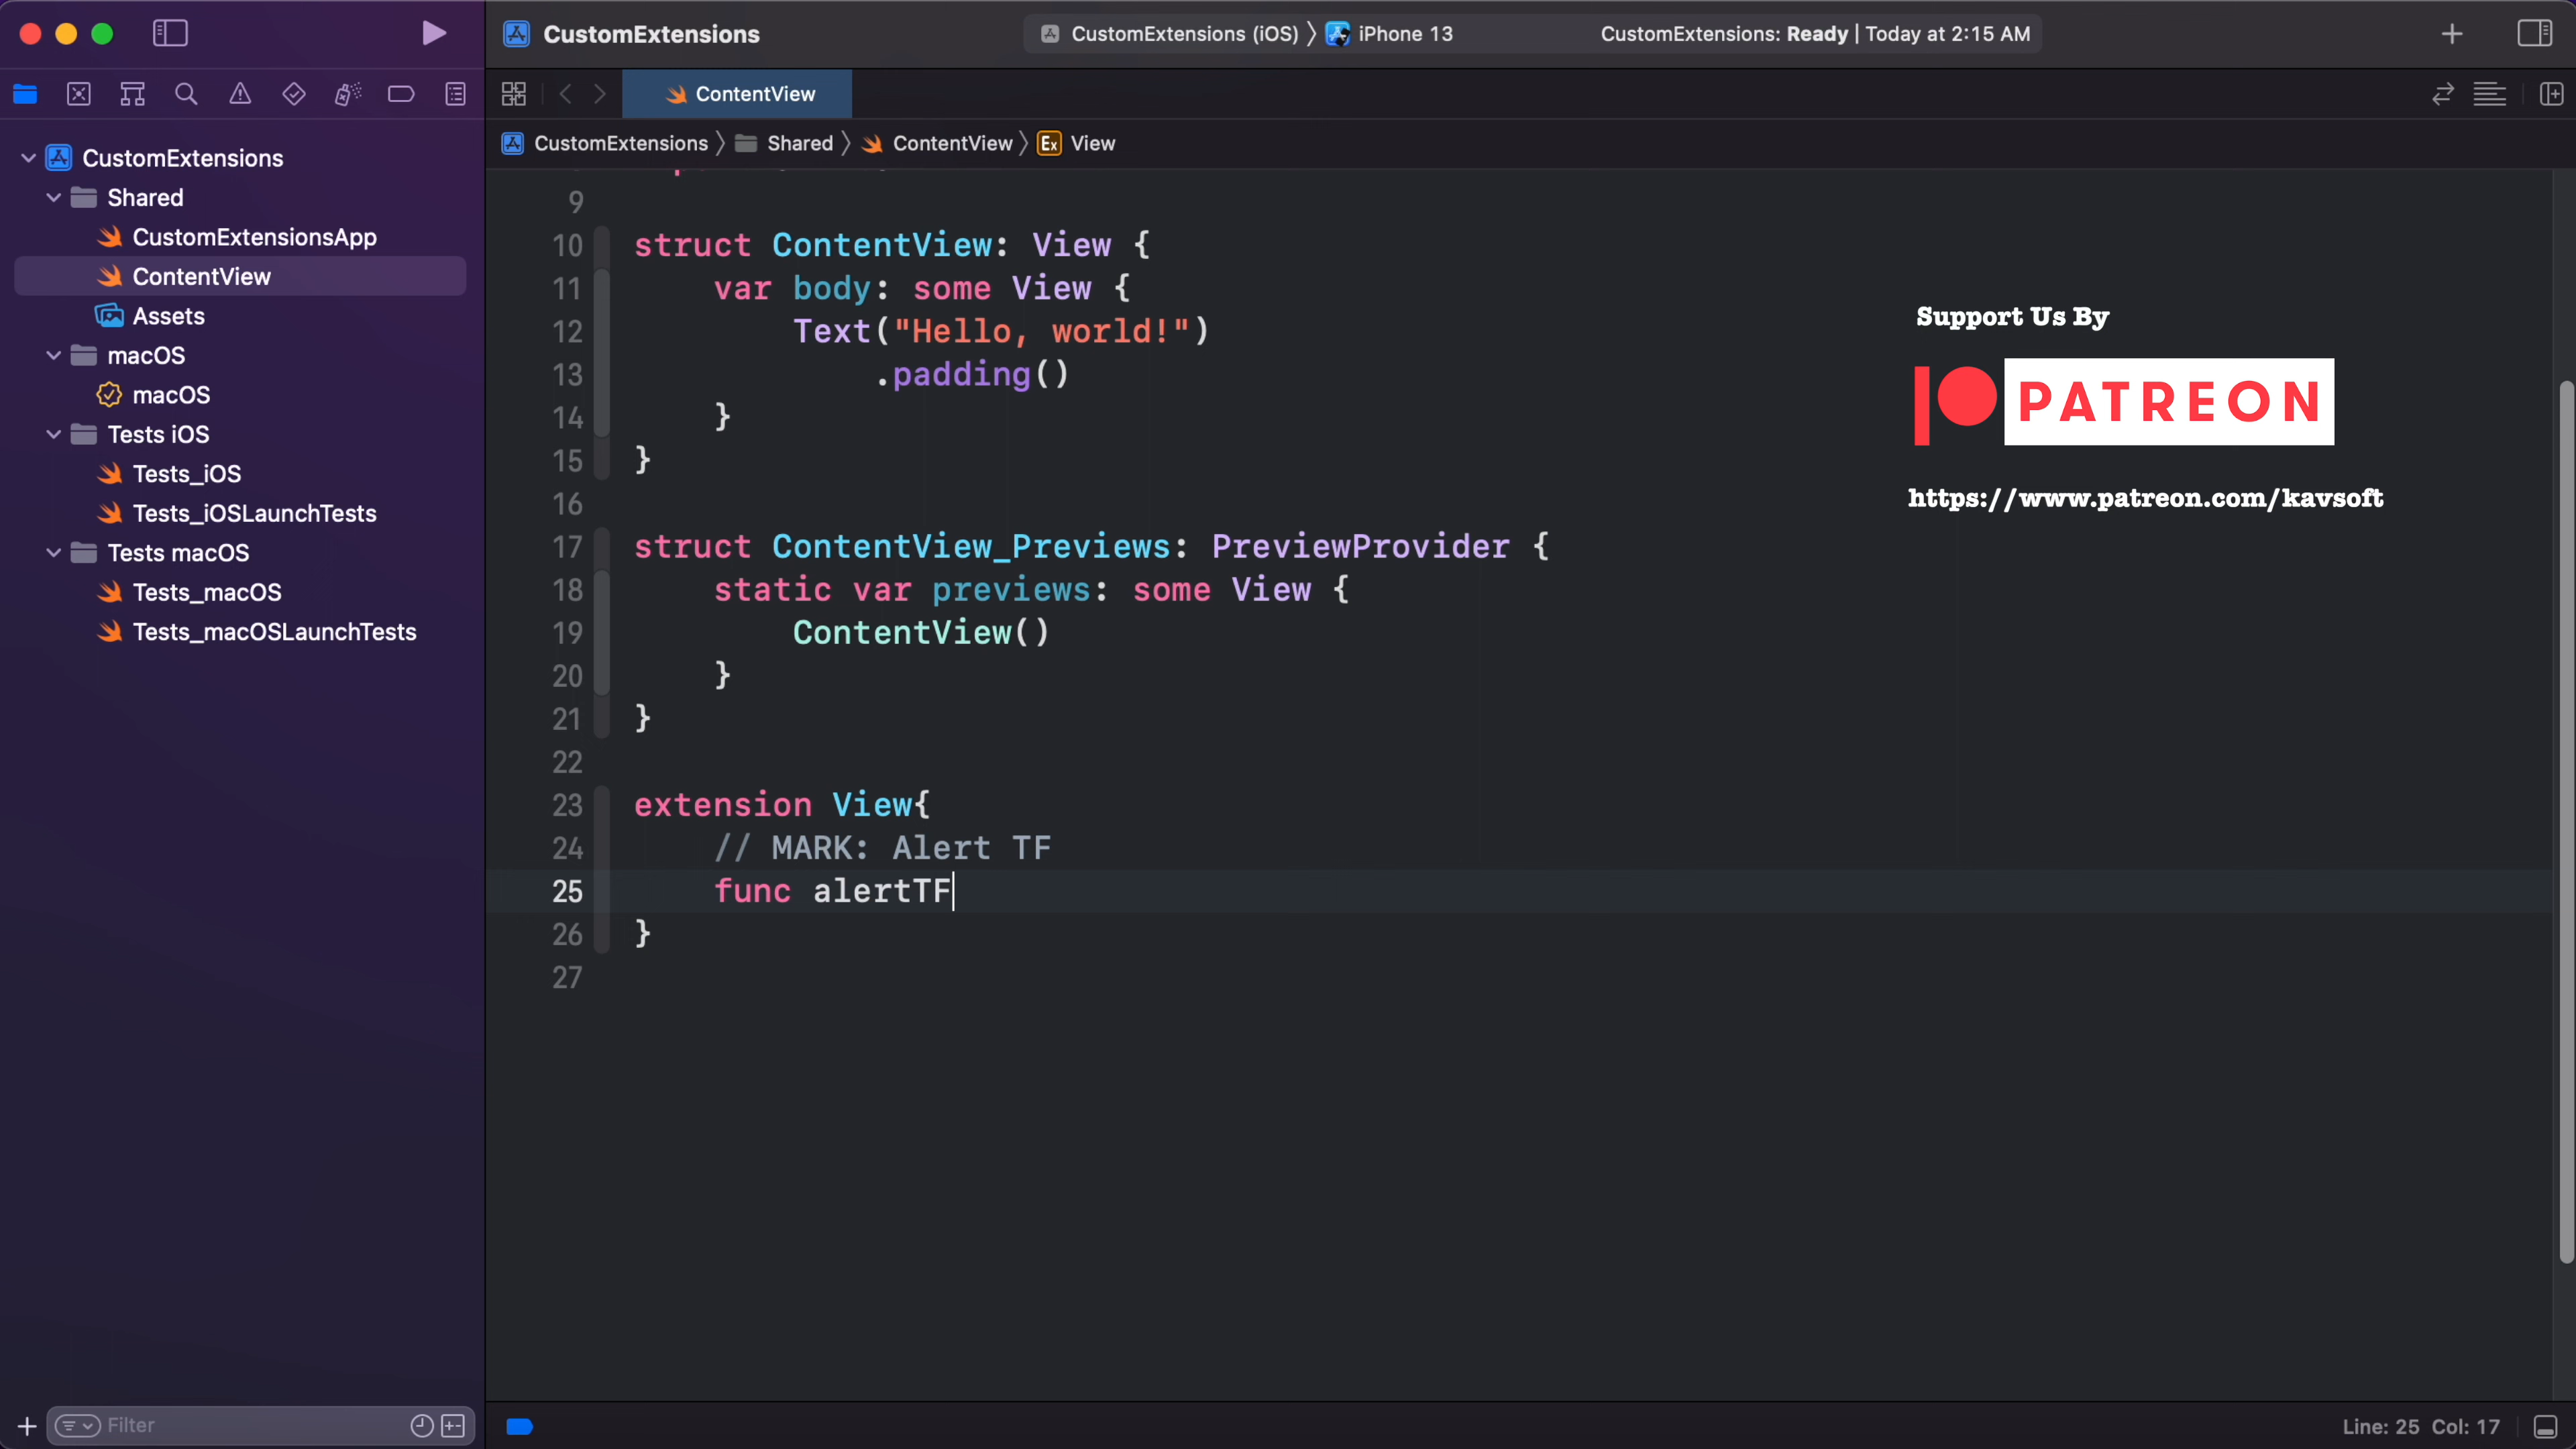 CustomExtensions
CustomExtensions (iOS) 〉 iPhone 13
CustomExtensions: Ready | Today at 2:15 AM
ContentView
CustomExtensions 〉 Shared 〉 ContentView 〉 Ex View
CustomExtensions
Shared
CustomExtensionsApp
ContentView
Assets
macOS
macOS
Tests iOS
Tests_iOS
Tests_iOSLaunchTests
Tests macOS
Tests_macOS
Tests_macOSLaunchTests
9
10 struct ContentView: View {
11 var body: some View {
12 Text("Hello, world!")
13 .padding()
14 }
15 }
16
17 struct ContentView_Previews: PreviewProvider {
18 static var previews: some View {
19 ContentView()
20 }
21 }
22
23 extension View{
24 // MARK: Alert TF
25 func alertTF
26 }
27
Support Us By
PATREON
https://www.patreon.com/kavsoft
Filter
Line: 25 Col: 17